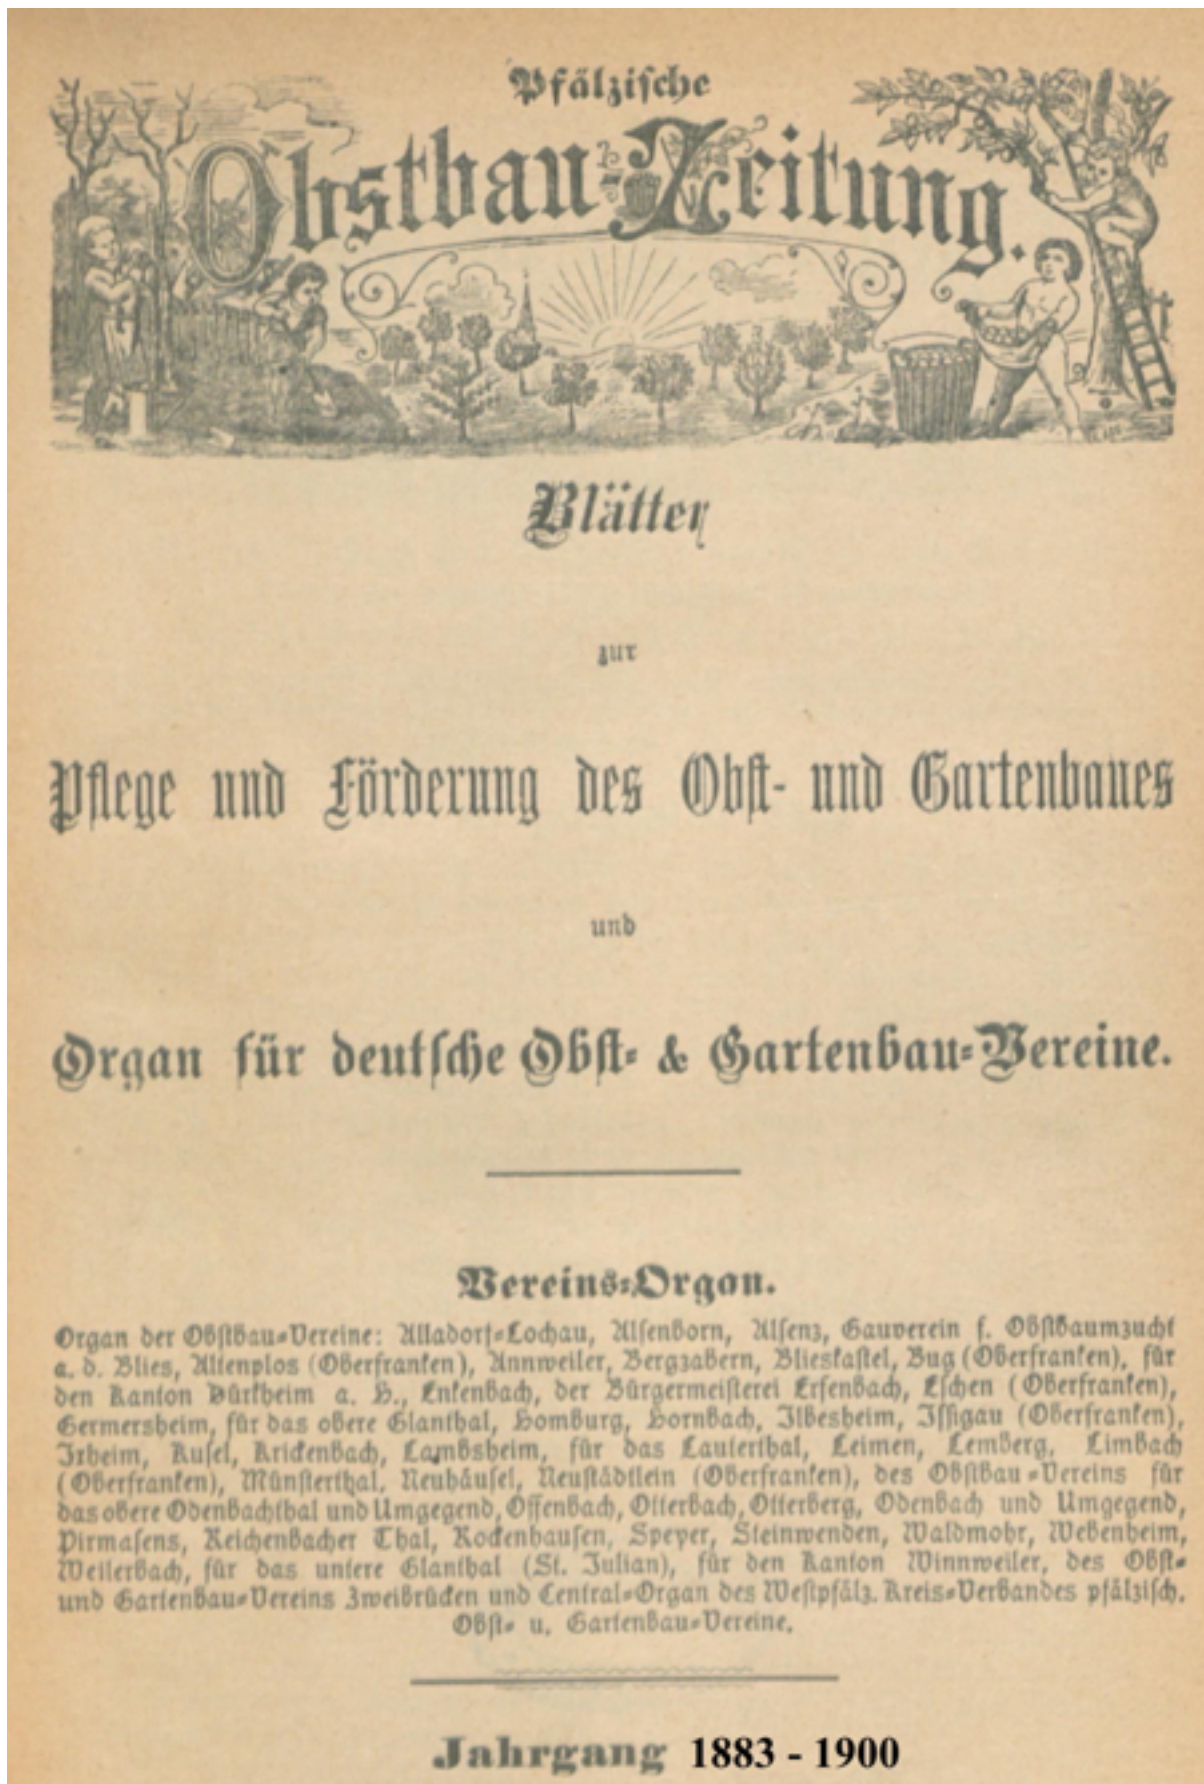 Pfälzische
Obstbau-Zeitung.
Blätter
zur
Pflege und Förderung des Obst- und Gartenbaues
und
Organ für deutsche Obst- & Gartenbau-Vereine.
Vereins-Organ.
Organ der Obstbau-Vereine: Alladorf-Lochau, Alsenborn, Alsenz, Gauverein f. Obstbaumzucht
a. d. Blies, Altenplos (Oberfranken), Annweiler, Bergzabern, Blieskastel, Bug (Oberfranken), für
den Kanton Dürkheim a. H., Enkenbach, der Bürgermeisterei Erfenbach, Eschen (Oberfranken),
Germersheim, für das obere Glanthal, Homburg, Hornbach, Ilbesheim, Issigau (Oberfranken),
Ixheim, Kusel, Krickenbach, Lambsheim, für das Lauterthal, Leimen, Lemberg, Limbach
(Oberfranken), Münsterthal, Neuhäusel, Neustädtlein (Oberfranken), des Obstbau-Vereins für
das obere Odenbachthal und Umgegend, Offenbach, Otterbach, Otterberg, Odenbach und Umgegend,
Pirmasens, Reichenbacher Thal, Rockenhausen, Speyer, Steinwenden, Waldmohr, Webenheim,
Weilerbach, für das untere Glanthal (St. Julian), für den Kanton Winnweiler, des Obst-
und Gartenbau-Vereins Zweibrücken und Central-Organ des Westpfälz. Kreis-Verbandes pfälzisch.
Obst- u. Gartenbau-Vereine.
Jahrgang 1883 - 1900